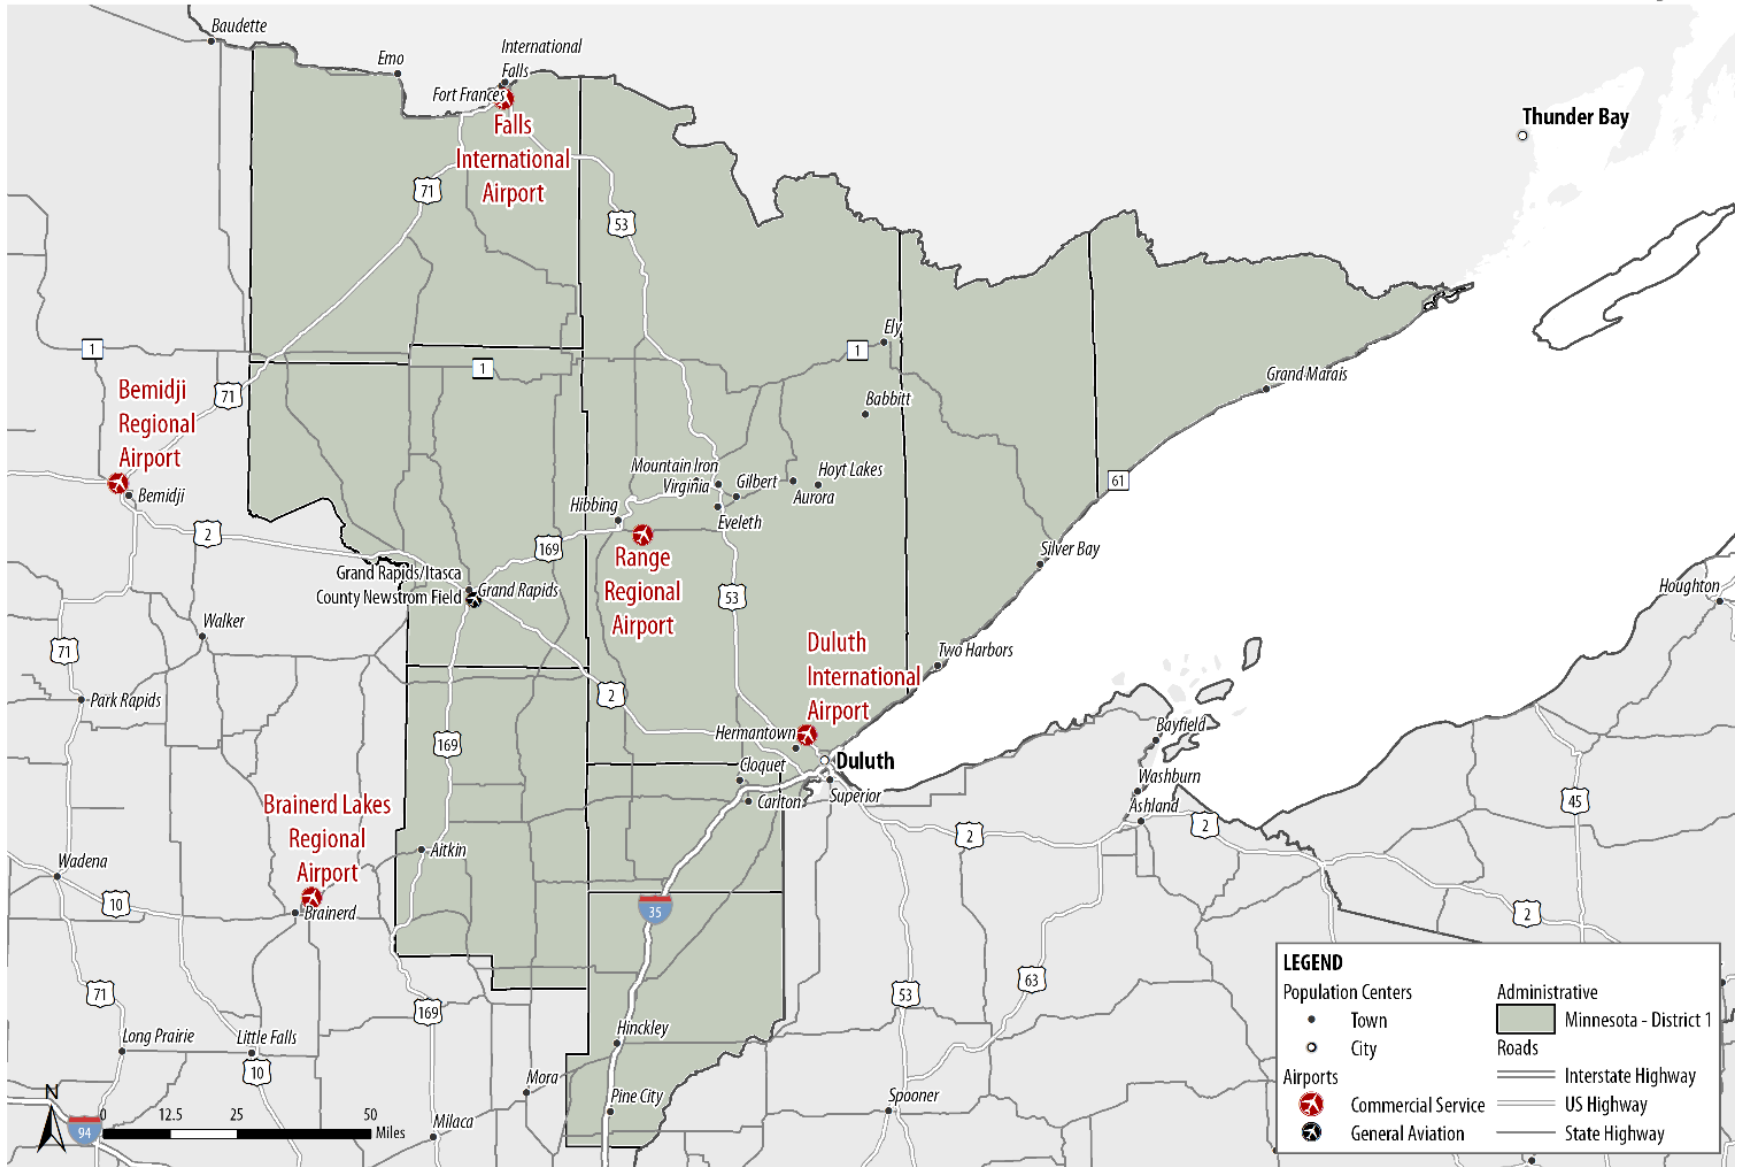 Baudette
Emo
International
Falls
Fort Frances
Falls
International
Airport
Thunder Bay
71
53
1
1
1
71
Ely
Babbitt
Grand Marais
61
Bemidji
Regional
Airport
Bemidji
2
Mountain Iron
Virginia
Gilbert
Hoyt Lakes
Aurora
Hibbing
Eveleth
169
Range
Regional
Airport
53
Grand Rapids/Itasca
County Newstrom Field
Grand Rapids
Silver Bay
Houghton
Walker
71
Park Rapids
2
Two Harbors
Duluth
International
Airport
Hermantown
Duluth
Cloquet
Carlton
Superior
169
Bayfield
Washburn
Ashland
2
2
45
Brainerd Lakes
Regional
Airport
Brainerd
Aitkin
Wadena
10
35
2
71
169
53
63
Long Prairie
Little Falls
10
Hinckley
Mora
Pine City
Milaca
Spooner
N
94
0
12.5
25
50
Miles
LEGEND
Population Centers
Town
City
Airports
Commercial Service
General Aviation
Administrative
Minnesota - District 1
Roads
Interstate Highway
US Highway
State Highway